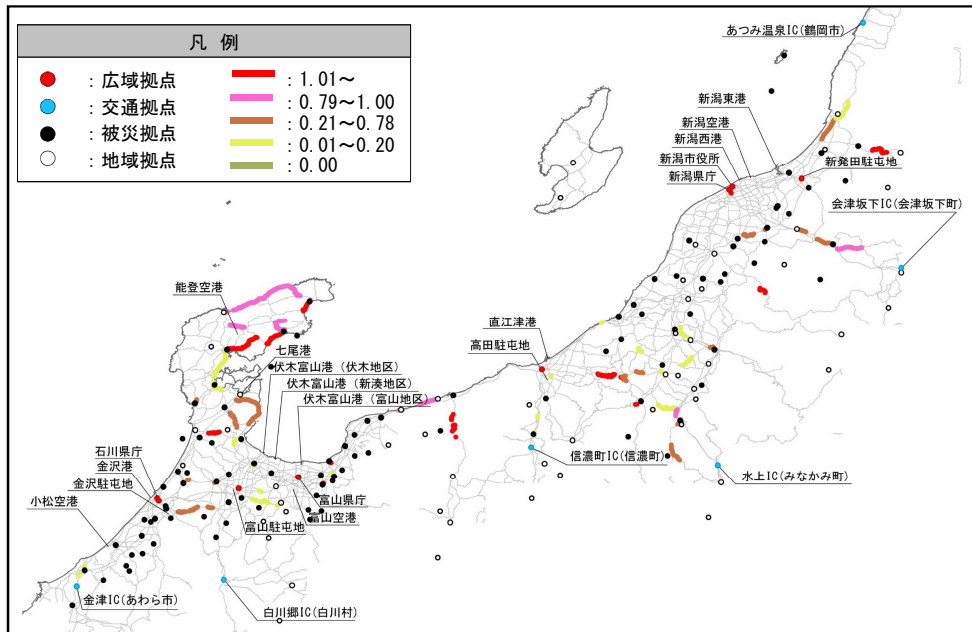 凡 例
：広域拠点
：1.01～
：交通拠点
：0.79～1.00
：被災拠点
：0.21～0.78
：地域拠点
：0.01～0.20
：0.00
あつみ温泉IC(鶴岡市)
新潟東港
新潟空港
新潟西港
新潟市役所
新潟県庁
新発田駐屯地
会津坂下IC(会津坂下町)
能登空港
七尾港
直江津港
高田駐屯地
伏木富山港（伏木地区）
伏木富山港（新湊地区）
伏木富山港（富山地区）
石川県庁
金沢港
金沢駐屯地
小松空港
信濃町IC(信濃町)
水上IC(みなかみ町)
富山県庁
富山空港
富山駐屯地
金津IC(あわら市)
白川郷IC(白川村)